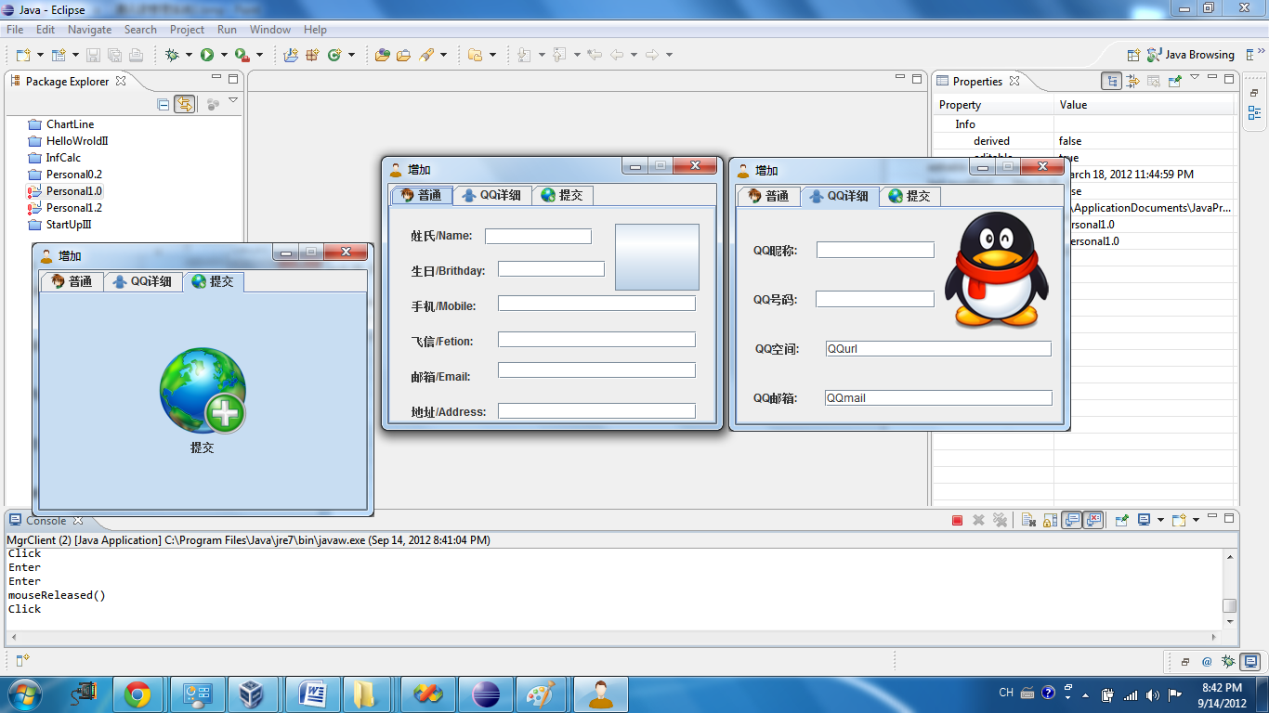 Java - Eclipse
File Edit Navigate Search Project Run Window Help
Java Browsing
Package Explorer
ChartLine
HelloWroldII
InfCalc
Personal0.2
Personal1.0
Personal1.2
StartUpIII
Properties
Property Value
Info
derived false
editable true
arch 18, 2012 11:44:59 PM
se
\ApplicationDocuments\JavaPr...
ersonal1.0
ersonal1.0
增加
普通 QQ详细 提交
提交
增加
普通 QQ详细 提交
姓氏/Name:
生日/Brithday:
手机/Mobile:
飞信/Fetion:
邮箱/Email:
地址/Address:
增加
普通 QQ详细 提交
QQ昵称:
QQ号码:
QQ空间: QQurl
QQ邮箱: QQmail
Console
MgrClient (2) [Java Application] C:\Program Files\Java\jre7\bin\javaw.exe (Sep 14, 2012 8:41:04 PM)
Click
Enter
Enter
mouseReleased()
Click
CH
8:42 PM
9/14/2012